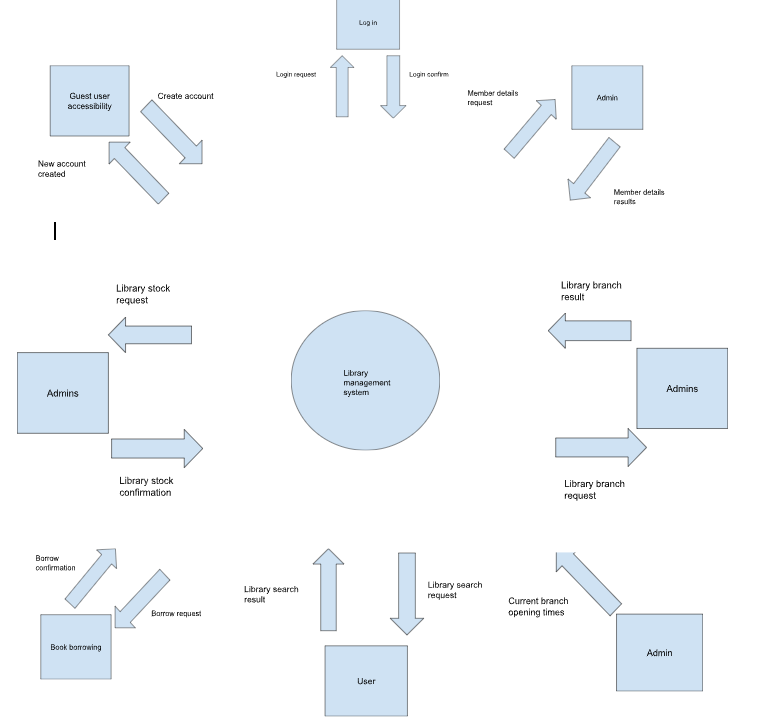 Log in
Login request
Login confirm
Guest user
accessibility
Create account
New account
created
Member details
request
Admin
Member details
results
Library stock
request
Admins
Library stock
confirmation
Library
management
system
Library branch
result
Admins
Library branch
request
Borrow
confirmation
Borrow request
Book borrowing
Library search
result
Library search
request
User
Current branch
opening times
Admin